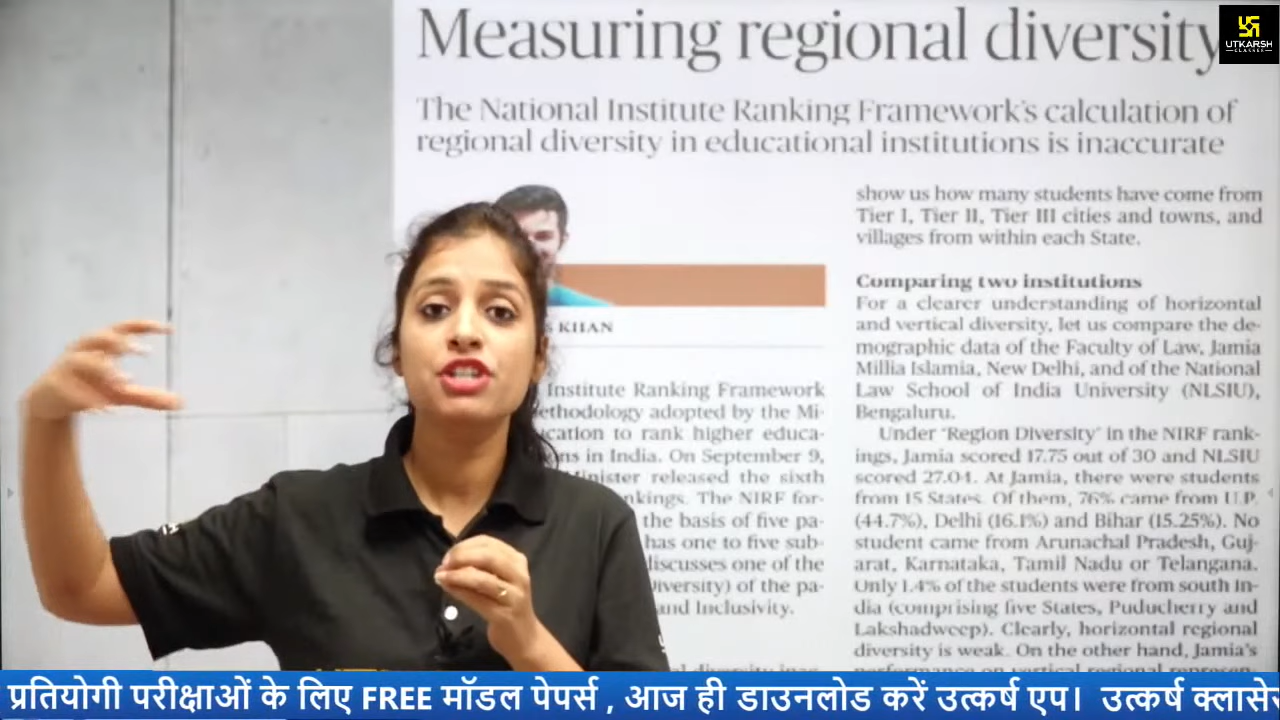 Measuring regional diversity
UTKARSH
CLASSES
The National Institute Ranking Framework's calculation of
regional diversity in educational institutions is inaccurate
KHAN
Institute Ranking Framework
ethodology adopted by the Mi-
cation to rank higher educa-
ns in India. On September 9,
inister released the sixth
nkings. The NIRF for-
the basis of five pa-
has one to five sub-
discusses one of the
iversity) of the pa-
and Inclusivity.
show us how many students have come from
Tier I, Tier II, Tier III cities and towns, and
villages from within each State.
Comparing two institutions
For a clearer understanding of horizontal
and vertical diversity, let us compare the de-
mographic data of the Faculty of Law, Jamia
Millia Islamia, New Delhi, and of the National
Law School of India University (NLSIU),
Bengaluru.
Under 'Region Diversity' in the NIRF rank-
ings, Jamia scored 17.75 out of 30 and NLSIU
scored 27.04. At Jamia, there were students
from 15 States. Of them, 76% came from U.P.
(44.7%), Delhi (16.1%) and Bihar (15.25%). No
student came from Arunachal Pradesh, Guj-
arat, Karnataka, Tamil Nadu or Telangana.
Only 1.4% of the students were from south In-
dia (comprising five States, Puducherry and
Lakshadweep). Clearly, horizontal regional
diversity is weak. On the other hand, Jamia's
performance on vertical regional represen-
प्रतियोगी परीक्षाओं के लिए FREE मॉडल पेपर्स , आज ही डाउनलोड करें उत्कर्ष एप। उत्कर्ष क्लासेस